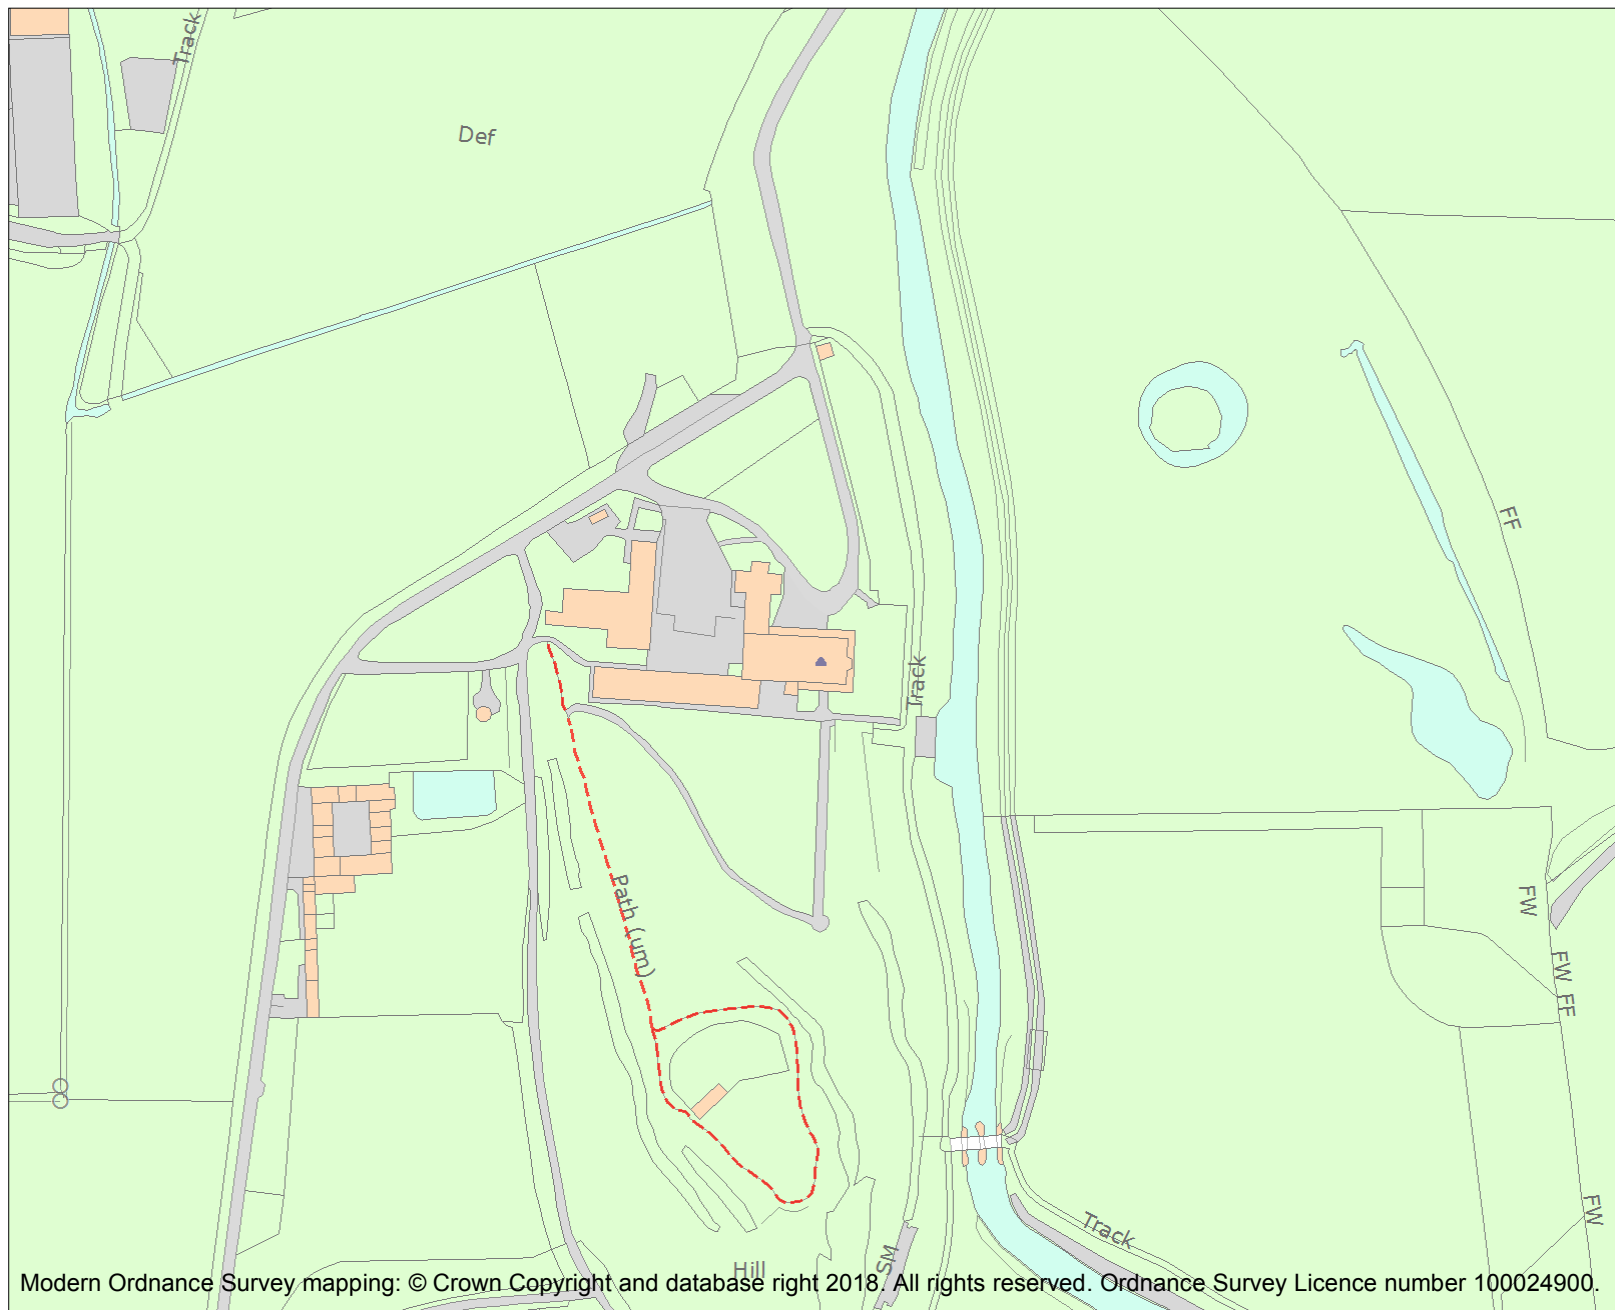 Track
Def
FF
Track
Path (um)
FW
FW FF
FW
Track
SM
Hill
Modern Ordnance Survey mapping: © Crown Copyright and database right 2018. All rights reserved. Ordnance Survey Licence number 100024900.